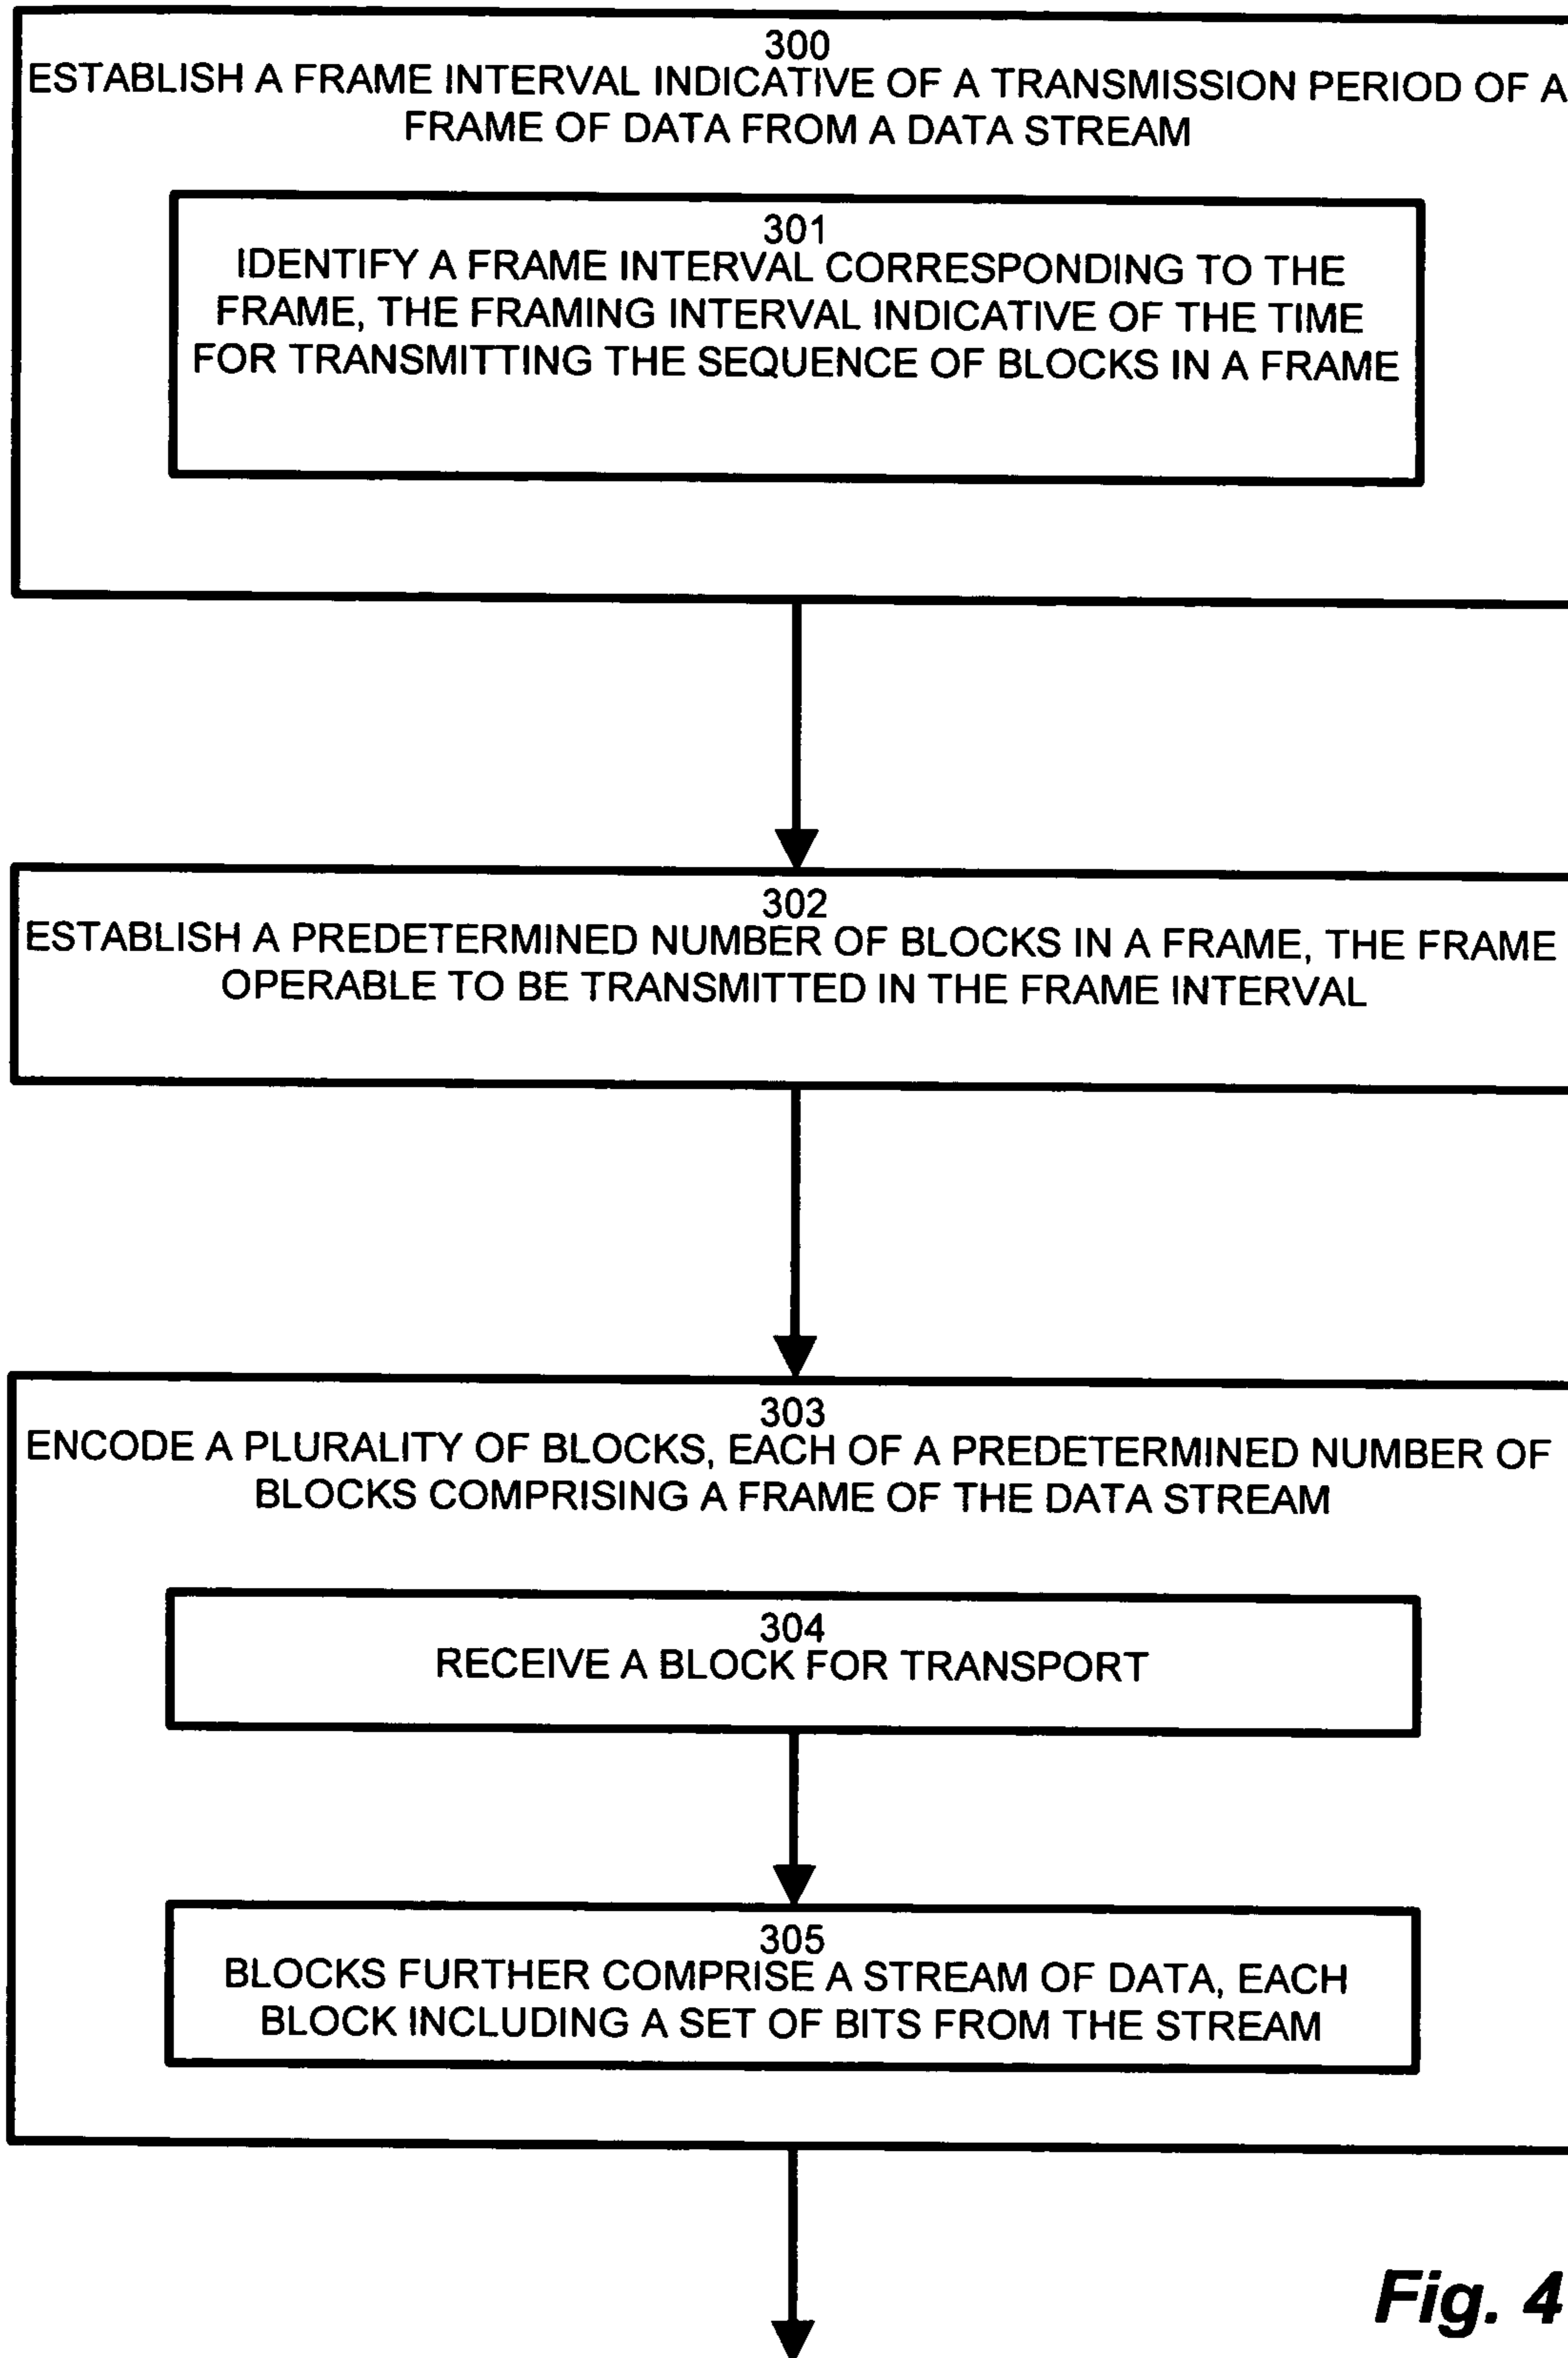 300
ESTABLISH A FRAME INTERVAL INDICATIVE OF A TRANSMISSION PERIOD OF A
FRAME OF DATA FROM A DATA STREAM
301
IDENTIFY A FRAME INTERVAL CORRESPONDING TO THE
FRAME, THE FRAMING INTERVAL INDICATIVE OF THE TIME
FOR TRANSMITTING THE SEQUENCE OF BLOCKS IN A FRAME
302
ESTABLISH A PREDETERMINED NUMBER OF BLOCKS IN A FRAME, THE FRAME
OPERABLE TO BE TRANSMITTED IN THE FRAME INTERVAL
303
ENCODE A PLURALITY OF BLOCKS, EACH OF A PREDETERMINED NUMBER OF
BLOCKS COMPRISING A FRAME OF THE DATA STREAM
304
RECEIVE A BLOCK FOR TRANSPORT
305
BLOCKS FURTHER COMPRISE A STREAM OF DATA, EACH
BLOCK INCLUDING A SET OF BITS FROM THE STREAM
Fig. 4